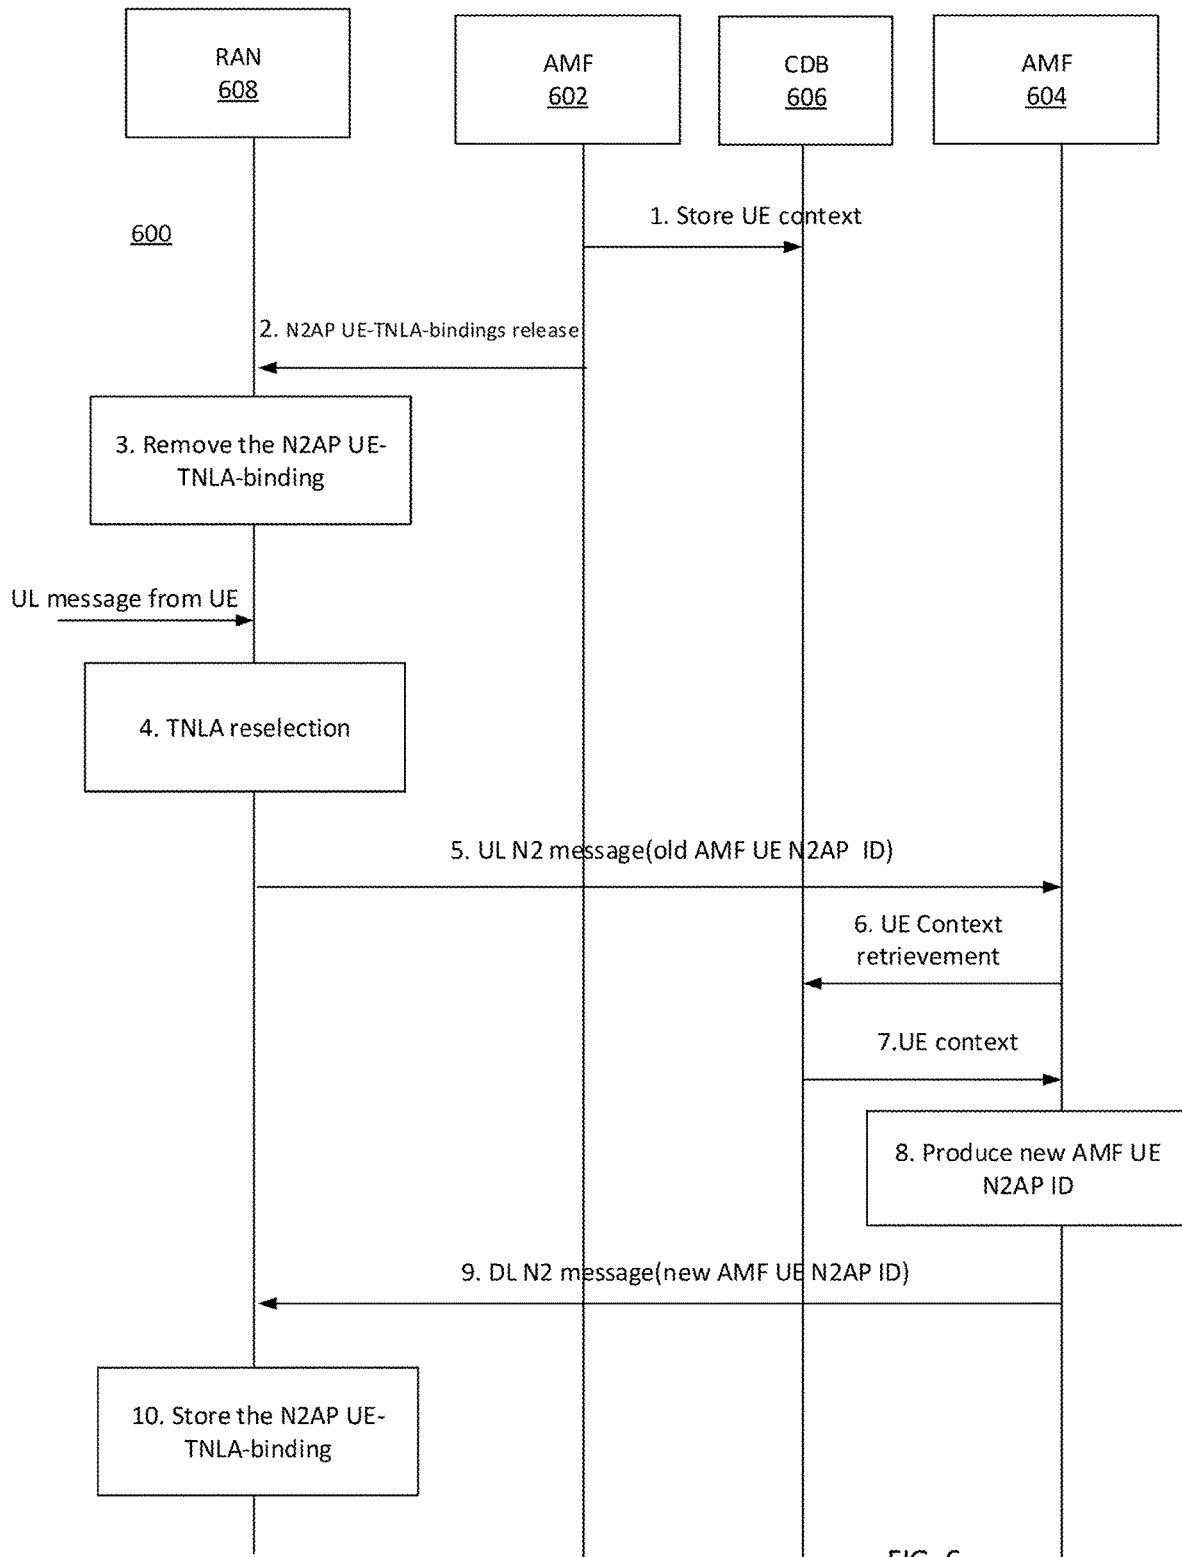 RAN
608
AMF
602
CDB
606
AMF
604
1. Store UE context
600
2. N2AP UE-TNLA-bindings release
3. Remove the N2AP UE-
TNLA-binding
UL message from UE
4. TNLA reselection
5. UL N2 message(old AMF UE N2AP ID)
6. UE Context
retrievement
7.UE context
8. Produce new AMF UE
N2AP ID
9. DL N2 message(new AMF UE N2AP ID)
10. Store the N2AP UE-
TNLA-binding